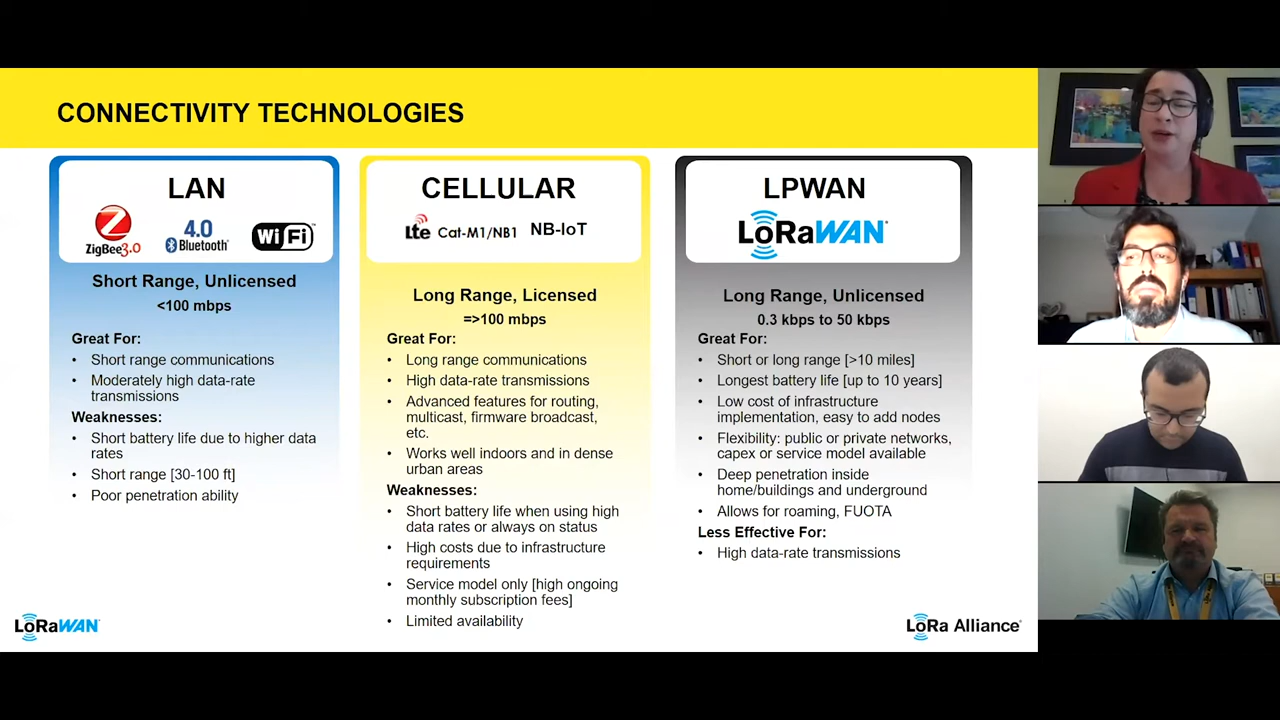 CONNECTIVITY TECHNOLOGIES
LAN
ZigBee3.0
4.0
Bluetooth
WiFi
Short Range, Unlicensed
<100 mbps
Great For:
• Short range communications
• Moderately high data-rate
transmissions
Weaknesses:
• Short battery life due to higher data
rates
• Short range [30-100 ft]
• Poor penetration ability
CELLULAR
lte Cat-M1/NB1 NB-IoT
Long Range, Licensed
=>100 mbps
Great For:
• Long range communications
• High data-rate transmissions
• Advanced features for routing,
multicast, firmware broadcast,
etc.
• Works well indoors and in dense
urban areas
Weaknesses:
• Short battery life when using high
data rates or always on status
• High costs due to infrastructure
requirements
• Service model only [high ongoing
monthly subscription fees]
• Limited availability
LPWAN
LoRaWAN®
Long Range, Unlicensed
0.3 kbps to 50 kbps
Great For:
• Short or long range [>10 miles]
• Longest battery life [up to 10 years]
• Low cost of infrastructure
implementation, easy to add nodes
• Flexibility: public or private networks,
capex or service model available
• Deep penetration inside
home/buildings and underground
• Allows for roaming, FUOTA
Less Effective For:
• High data-rate transmissions
LoRaWAN®
LoRa Alliance®